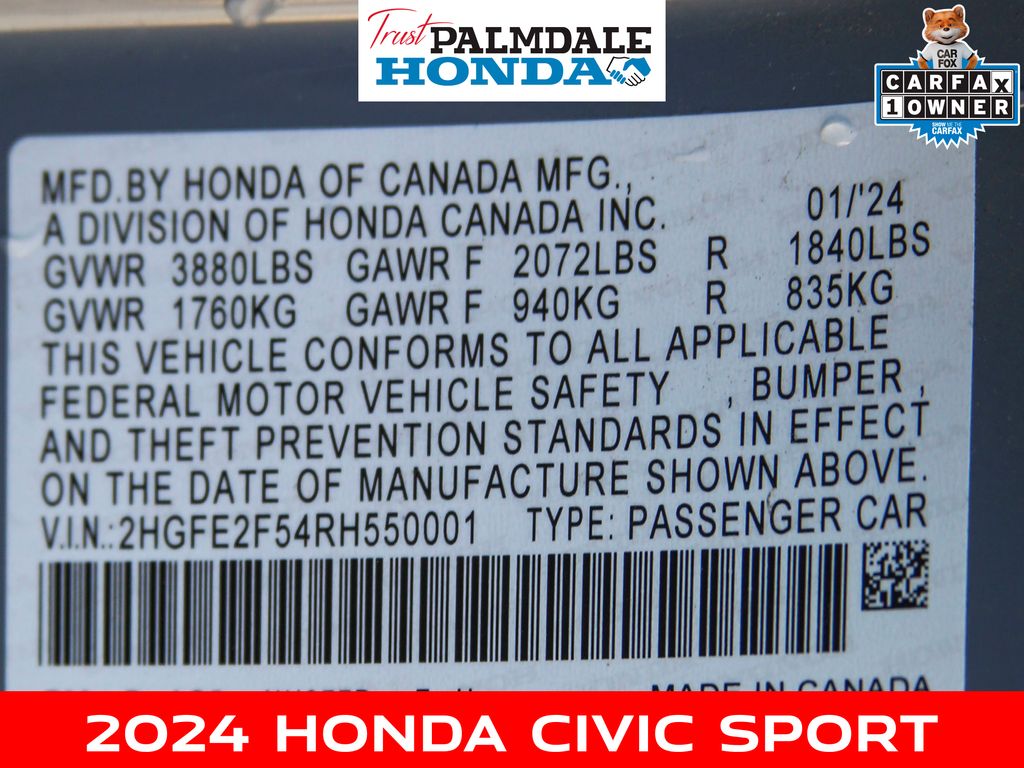 Trust
PALMDALE
HONDA
CAR
FOX
CARFAX
1 OWNER
SHOW ME THE
CARFAX
MFD.BY HONDA OF CANADA MFG.,
A DIVISION OF HONDA CANADA INC. 01/'24
GVWR 3880LBS GAWR F 2072LBS R 1840LBS
GVWR 1760KG GAWR F 940KG R 835KG
THIS VEHICLE CONFORMS TO ALL APPLICABLE
FEDERAL MOTOR VEHICLE SAFETY , BUMPER ,
AND THEFT PREVENTION STANDARDS IN EFFECT
ON THE DATE OF MANUFACTURE SHOWN ABOVE.
V.I.N.:2HGFE2F54RH550001 TYPE: PASSENGER CAR
MADE IN CANADA
2024 HONDA CIVIC SPORT